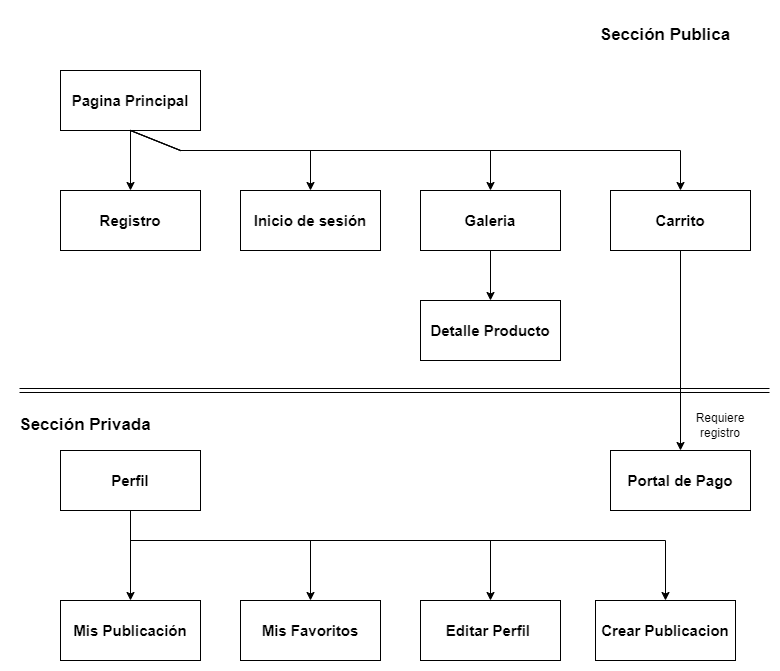 Sección Publica
Pagina Principal
Registro
Inicio de sesión
Galeria
Carrito
Detalle Producto
Sección Privada
Requiere
registro
Perfil
Portal de Pago
Mis Publicación
Mis Favoritos
Editar Perfil
Crear Publicacion